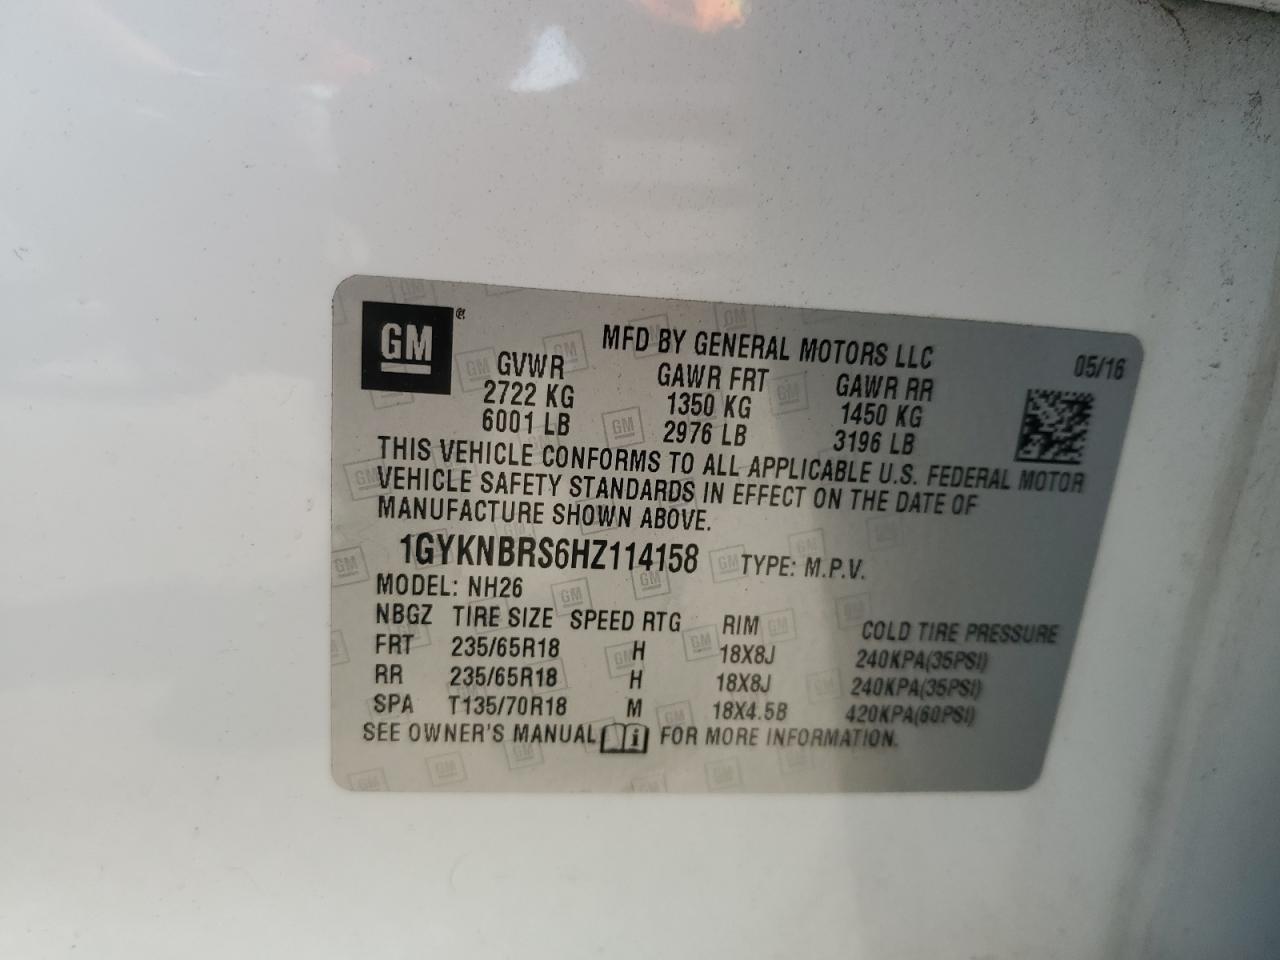 GM®
MFD BY GENERAL MOTORS LLC
05/16
GVWR GAWR FRT GAWR RR
2722 KG 1350 KG 1450 KG
6001 LB 2976 LB 3196 LB
THIS VEHICLE CONFORMS TO ALL APPLICABLE U.S. FEDERAL MOTOR
VEHICLE SAFETY STANDARDS IN EFFECT ON THE DATE OF
MANUFACTURE SHOWN ABOVE.
1GYKNBRS6HZ114158 TYPE: M.P.V.
MODEL: NH26
NBGZ TIRE SIZE SPEED RTG RIM COLD TIRE PRESSURE
FRT 235/65R18 H 18X8J 240KPA(35PSI)
RR 235/65R18 H 18X8J 240KPA(35PSI)
SPA T135/70R18 M 18X4.5B 420KPA(60PSI)
SEE OWNER'S MANUAL i FOR MORE INFORMATION.